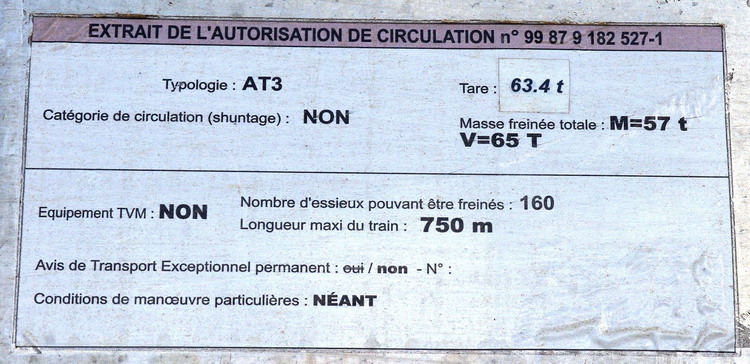 EXTRAIT DE L'AUTORISATION DE CIRCULATION n° 99 87 9 182 527-1
Typologie : AT3
Tare : 63.4 t
Catégorie de circulation (shuntage) : NON
Masse freinée totale : M=57 t
V=65 T
Equipement TVM : NON
Nombre d'essieux pouvant être freinés : 160
Longueur maxi du train : 750 m
Avis de Transport Exceptionnel permanent : oui / non - N° :
Conditions de manœuvre particulières : NÉANT